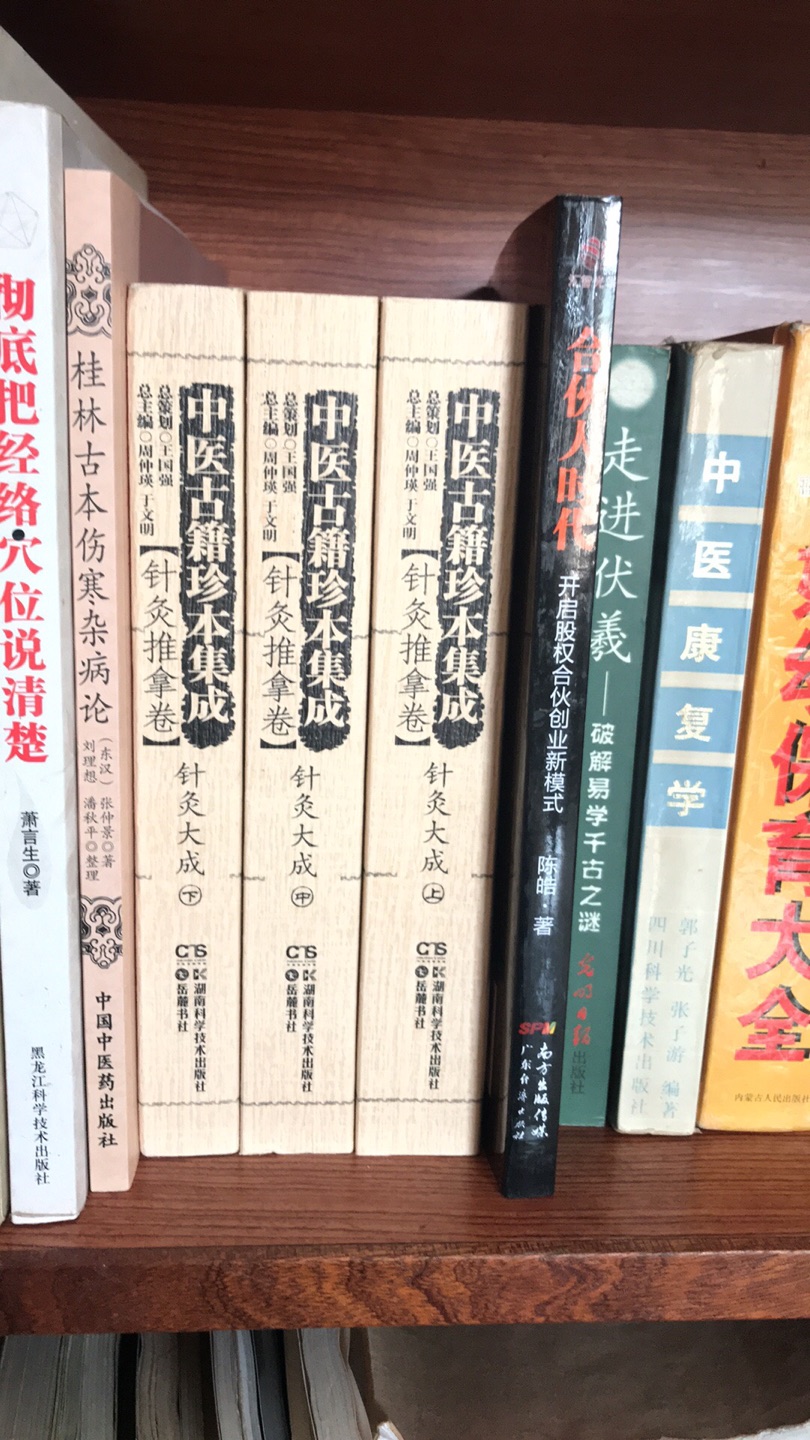 彻底把经络·穴位说清楚
萧言生◎著
黑龙江科学技术出版社
桂林古本伤寒杂病论
（东汉）张仲景◎著
刘理想 潘秋平◎整理
中国中医药出版社
中医古籍珍本集成
总策划○王国强
总主编○周仲瑛 于文明
【针灸推拿卷】
针灸大成
下
湖南科学技术出版社
岳麓书社
中医古籍珍本集成
总策划○王国强
总主编○周仲瑛 于文明
【针灸推拿卷】
针灸大成
中
湖南科学技术出版社
岳麓书社
中医古籍珍本集成
总策划○王国强
总主编○周仲瑛 于文明
【针灸推拿卷】
针灸大成
上
湖南科学技术出版社
岳麓书社
合伙人时代
开启股权合伙创业新模式
陈皓·著
SPM
南方出版传媒
广东经济出版社
走进伏羲——破解易学千古之谜
光明日报出版社
中医康复学
郭子光 张子游 编著
四川科学技术出版社
保育大全
内蒙古人民出版社